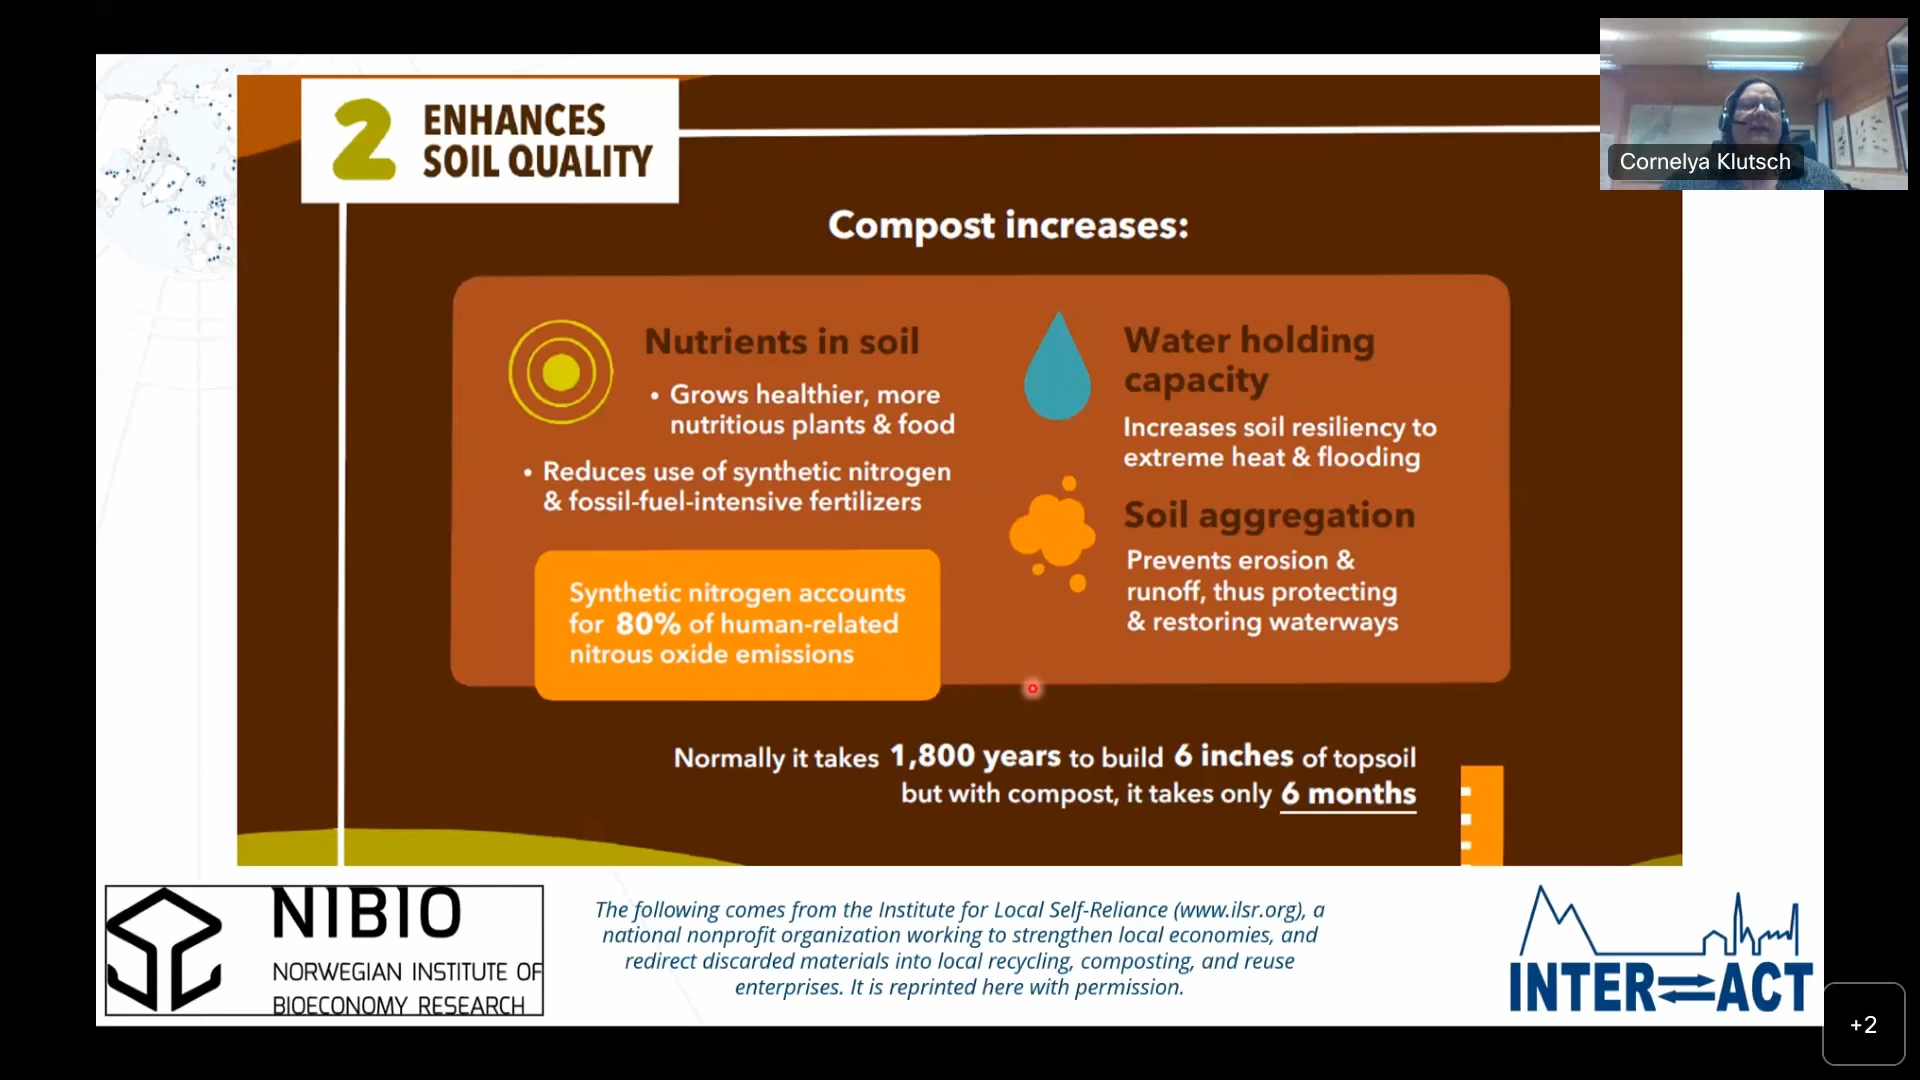 Cornelya Klutsch
2
ENHANCES
SOIL QUALITY
Compost increases:
Nutrients in soil
• Grows healthier, more
nutritious plants & food
• Reduces use of synthetic nitrogen
& fossil-fuel-intensive fertilizers
Synthetic nitrogen accounts
for 80% of human-related
nitrous oxide emissions
Water holding
capacity
Increases soil resiliency to
extreme heat & flooding
Soil aggregation
Prevents erosion &
runoff, thus protecting
& restoring waterways
Normally it takes 1,800 years to build 6 inches of topsoil
but with compost, it takes only 6 months
NIBIO
NORWEGIAN INSTITUTE OF
BIOECONOMY RESEARCH
The following comes from the Institute for Local Self-Reliance (www.ilsr.org), a
national nonprofit organization working to strengthen local economies, and
redirect discarded materials into local recycling, composting, and reuse
enterprises. It is reprinted here with permission.
INTER⇌ACT
+2